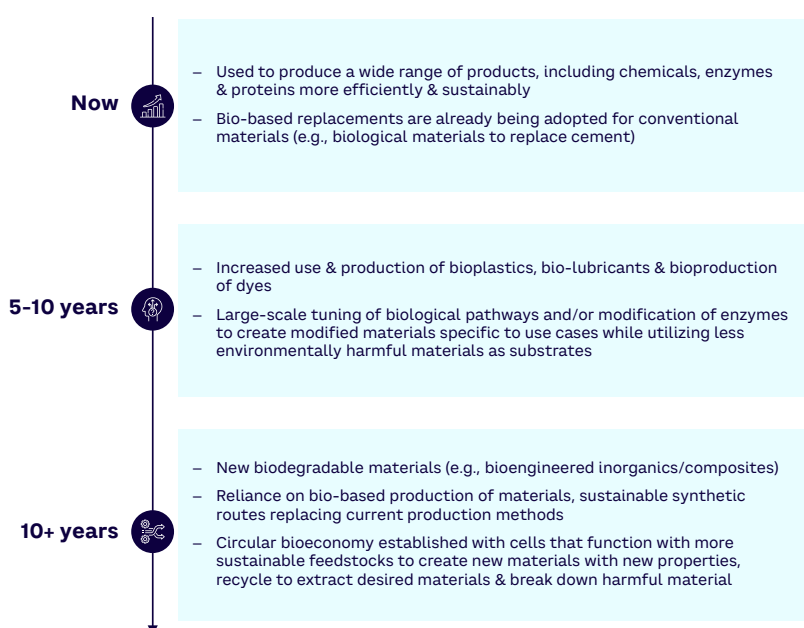 Now
– Used to produce a wide range of products, including chemicals, enzymes
& proteins more efficiently & sustainably
– Bio-based replacements are already being adopted for conventional
materials (e.g., biological materials to replace cement)
5-10 years
– Increased use & production of bioplastics, bio-lubricants & bioproduction
of dyes
– Large-scale tuning of biological pathways and/or modification of enzymes
to create modified materials specific to use cases while utilizing less
environmentally harmful materials as substrates
10+ years
– New biodegradable materials (e.g., bioengineered inorganics/composites)
– Reliance on bio-based production of materials, sustainable synthetic
routes replacing current production methods
– Circular bioeconomy established with cells that function with more
sustainable feedstocks to create new materials with new properties,
recycle to extract desired materials & break down harmful material